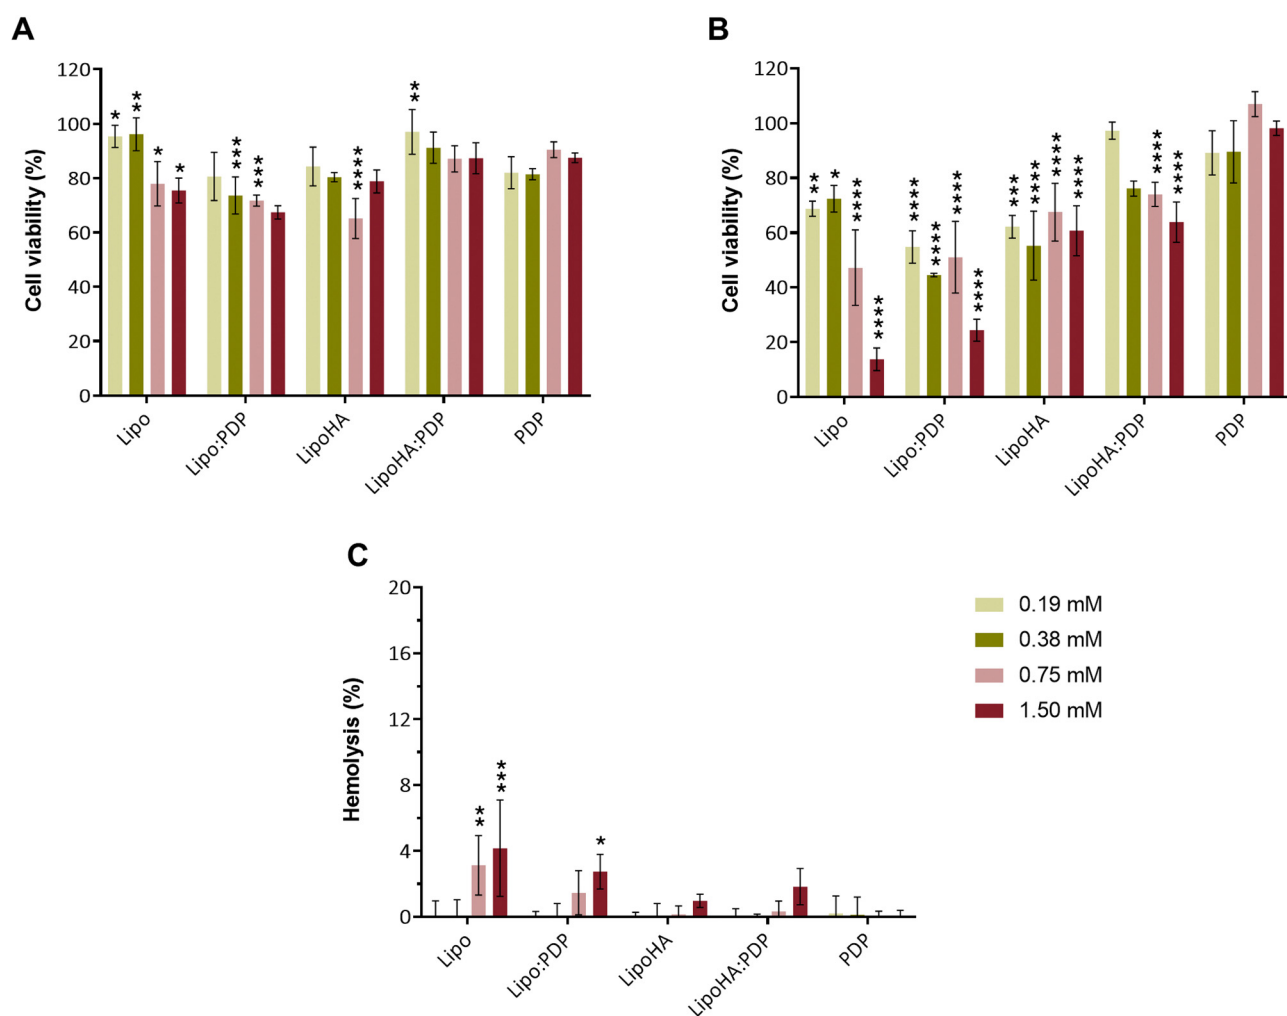 A
Cell viability (%)
120
100
80
60
40
20
0
* ** * * *** *** **** **
Lipo
Lipo:PDP
LipoHA
LipoHA:PDP
PDP
B
Cell viability (%)
120
100
80
60
40
20
0
** * **** **** **** **** **** **** *** **** **** **** **** ****
Lipo
Lipo:PDP
LipoHA
LipoHA:PDP
PDP
C
Hemolysis (%)
20
16
12
8
4
0
** *** *
Lipo
Lipo:PDP
LipoHA
LipoHA:PDP
PDP
0.19 mM
0.38 mM
0.75 mM
1.50 mM